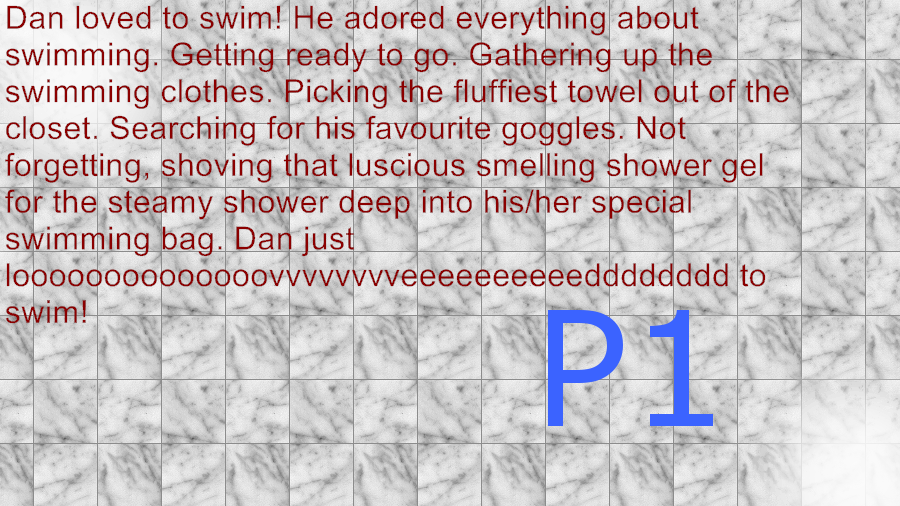 Dan loved to swim! He adored everything about
swimming. Getting ready to go. Gathering up the
swimming clothes. Picking the fluffiest towel out of the
closet. Searching for his favourite goggles. Not
forgetting, shoving that luscious smelling shower gel
for the steamy shower deep into his/her special
swimming bag. Dan just
loooooooooooooovvvvvvvveeeeeeeeeedddddddd to
swim!
P1